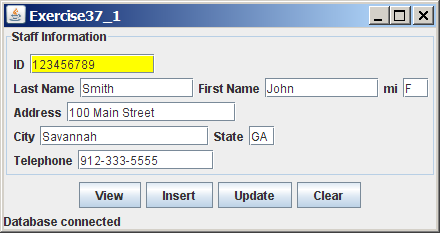 Exercise37_1
Staff Information
ID 123456789
Last Name Smith First Name John mi F
Address 100 Main Street
City Savannah State GA
Telephone 912-333-5555
View Insert Update Clear
Database connected